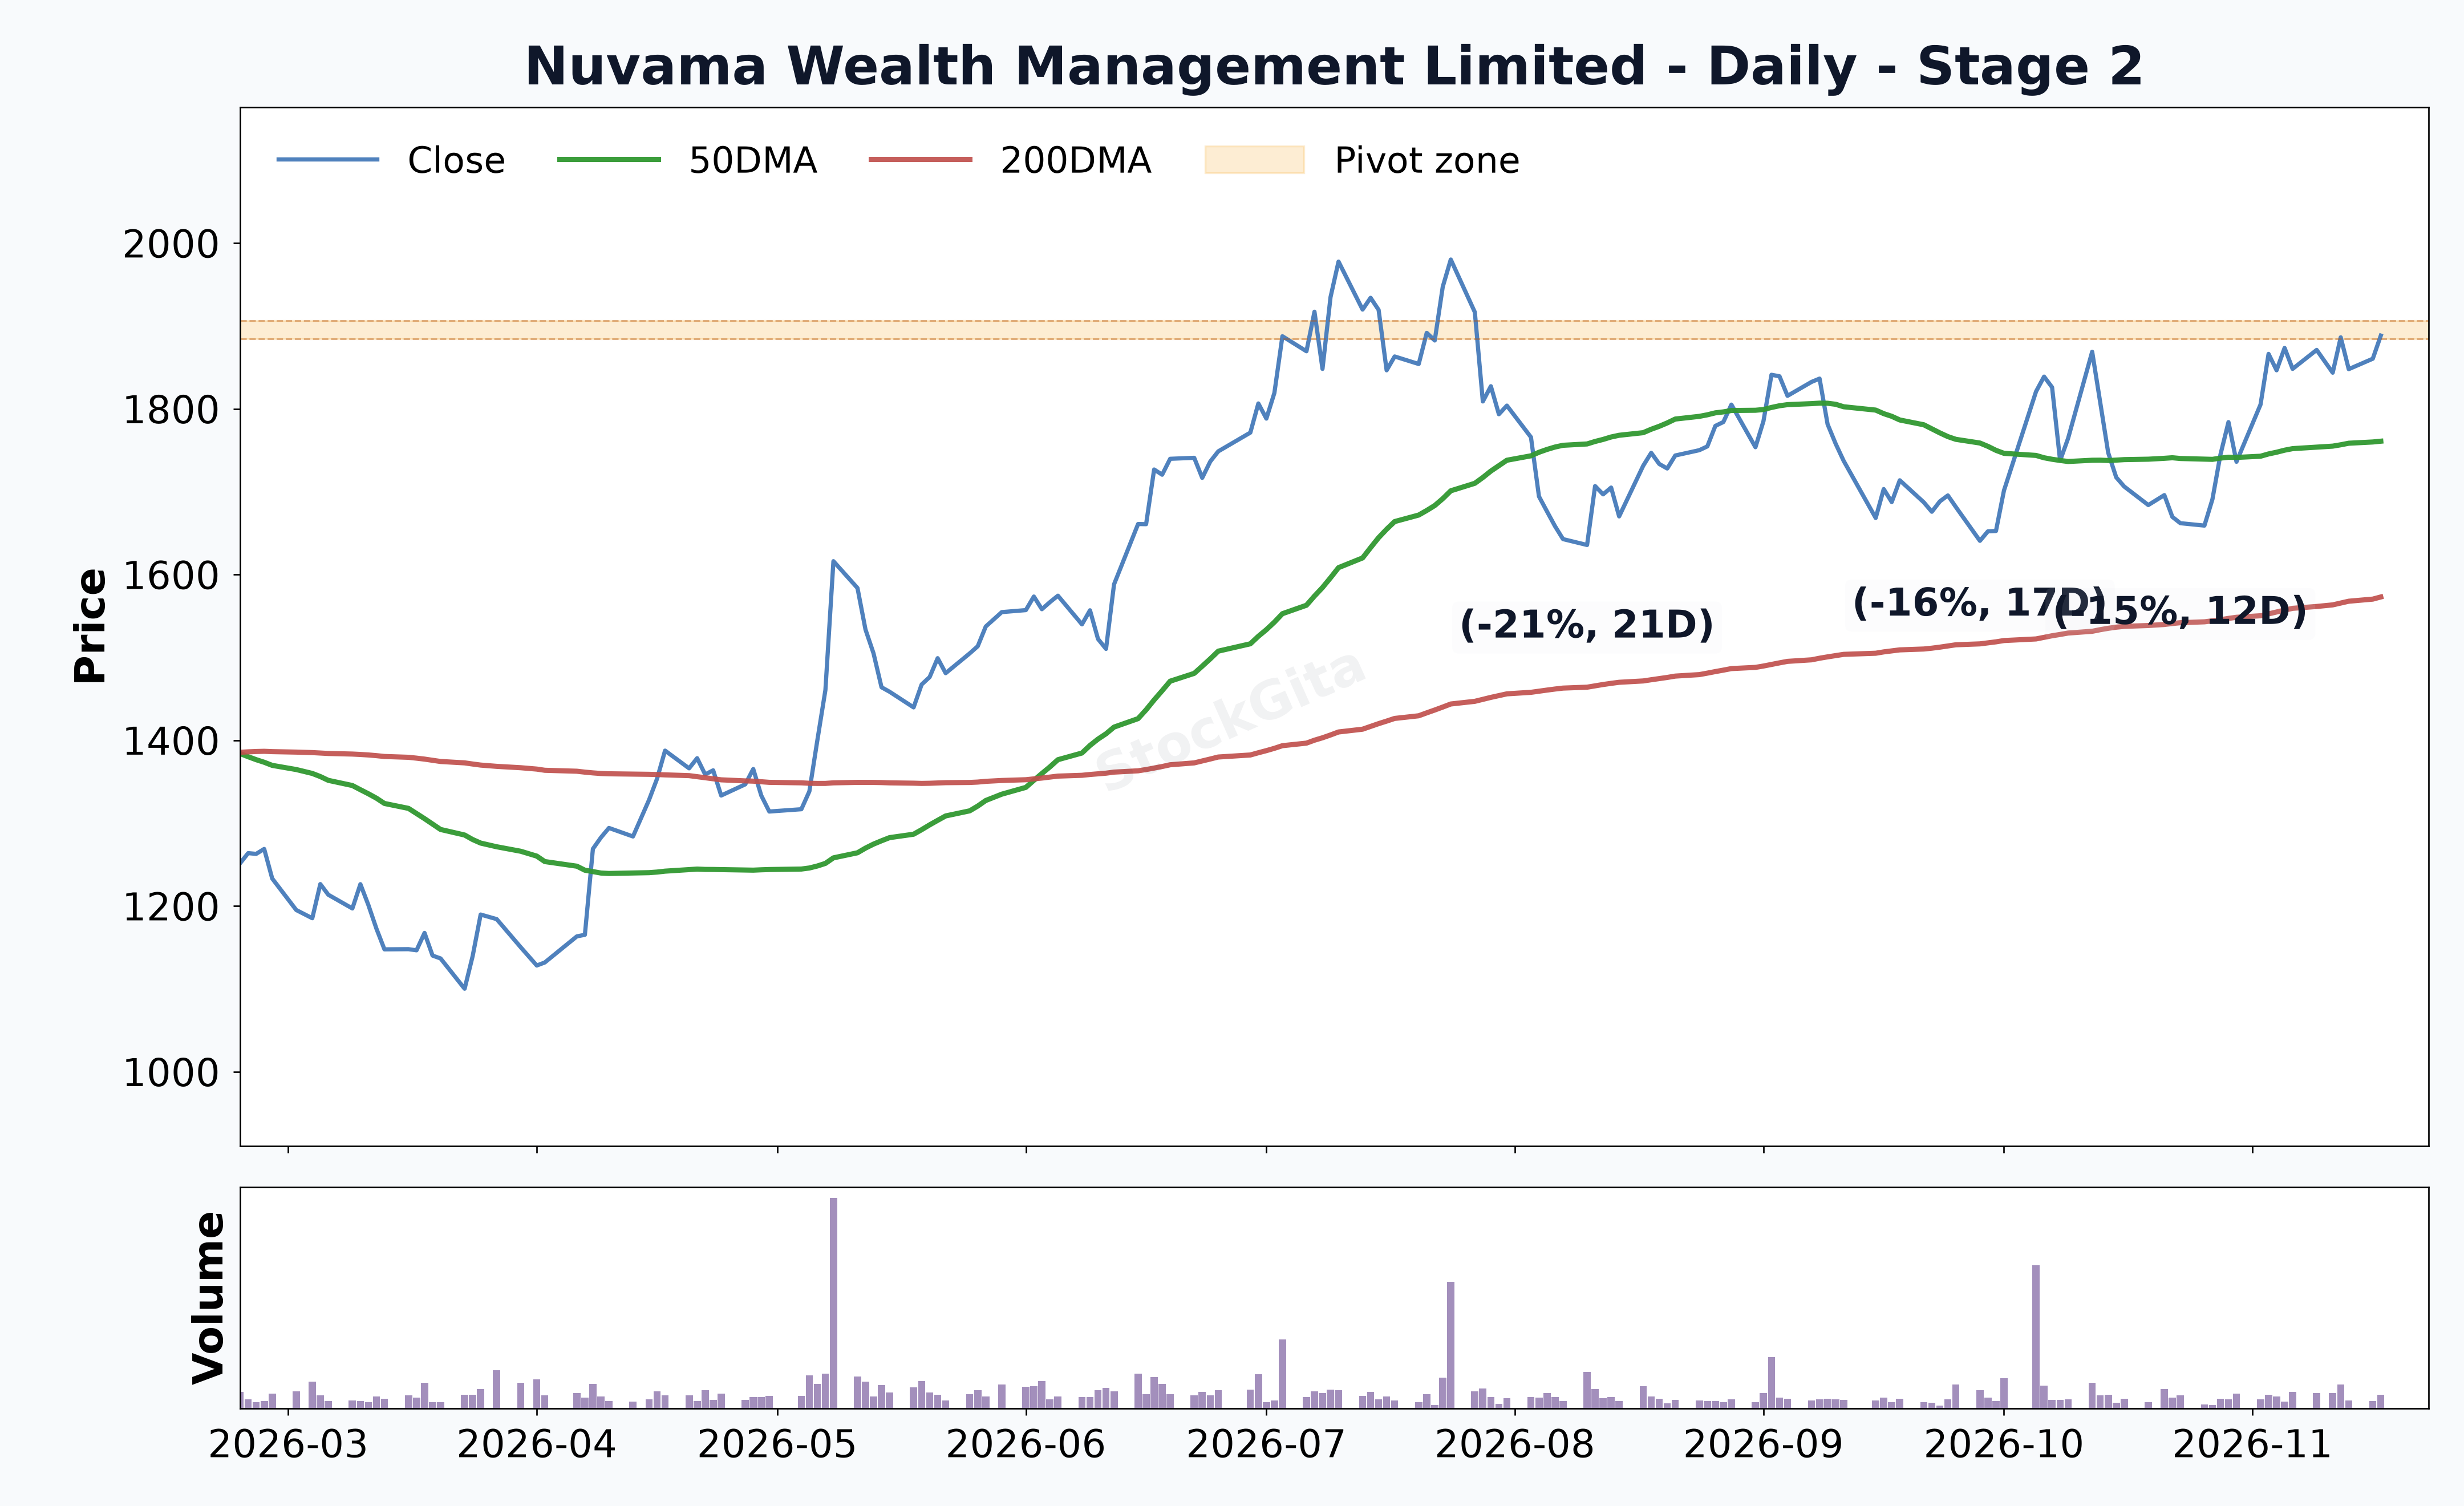 Nuvama Wealth Management Limited - Daily - Stage 2
Close 50DMA 200DMA Pivot zone
2000
1800
1600
1400
1200
1000
Price
(-21%, 21D)
(-16%, 17D)
(-15%, 12D)
StockGita
Volume
2026-03 2026-04 2026-05 2026-06 2026-07 2026-08 2026-09 2026-10 2026-11